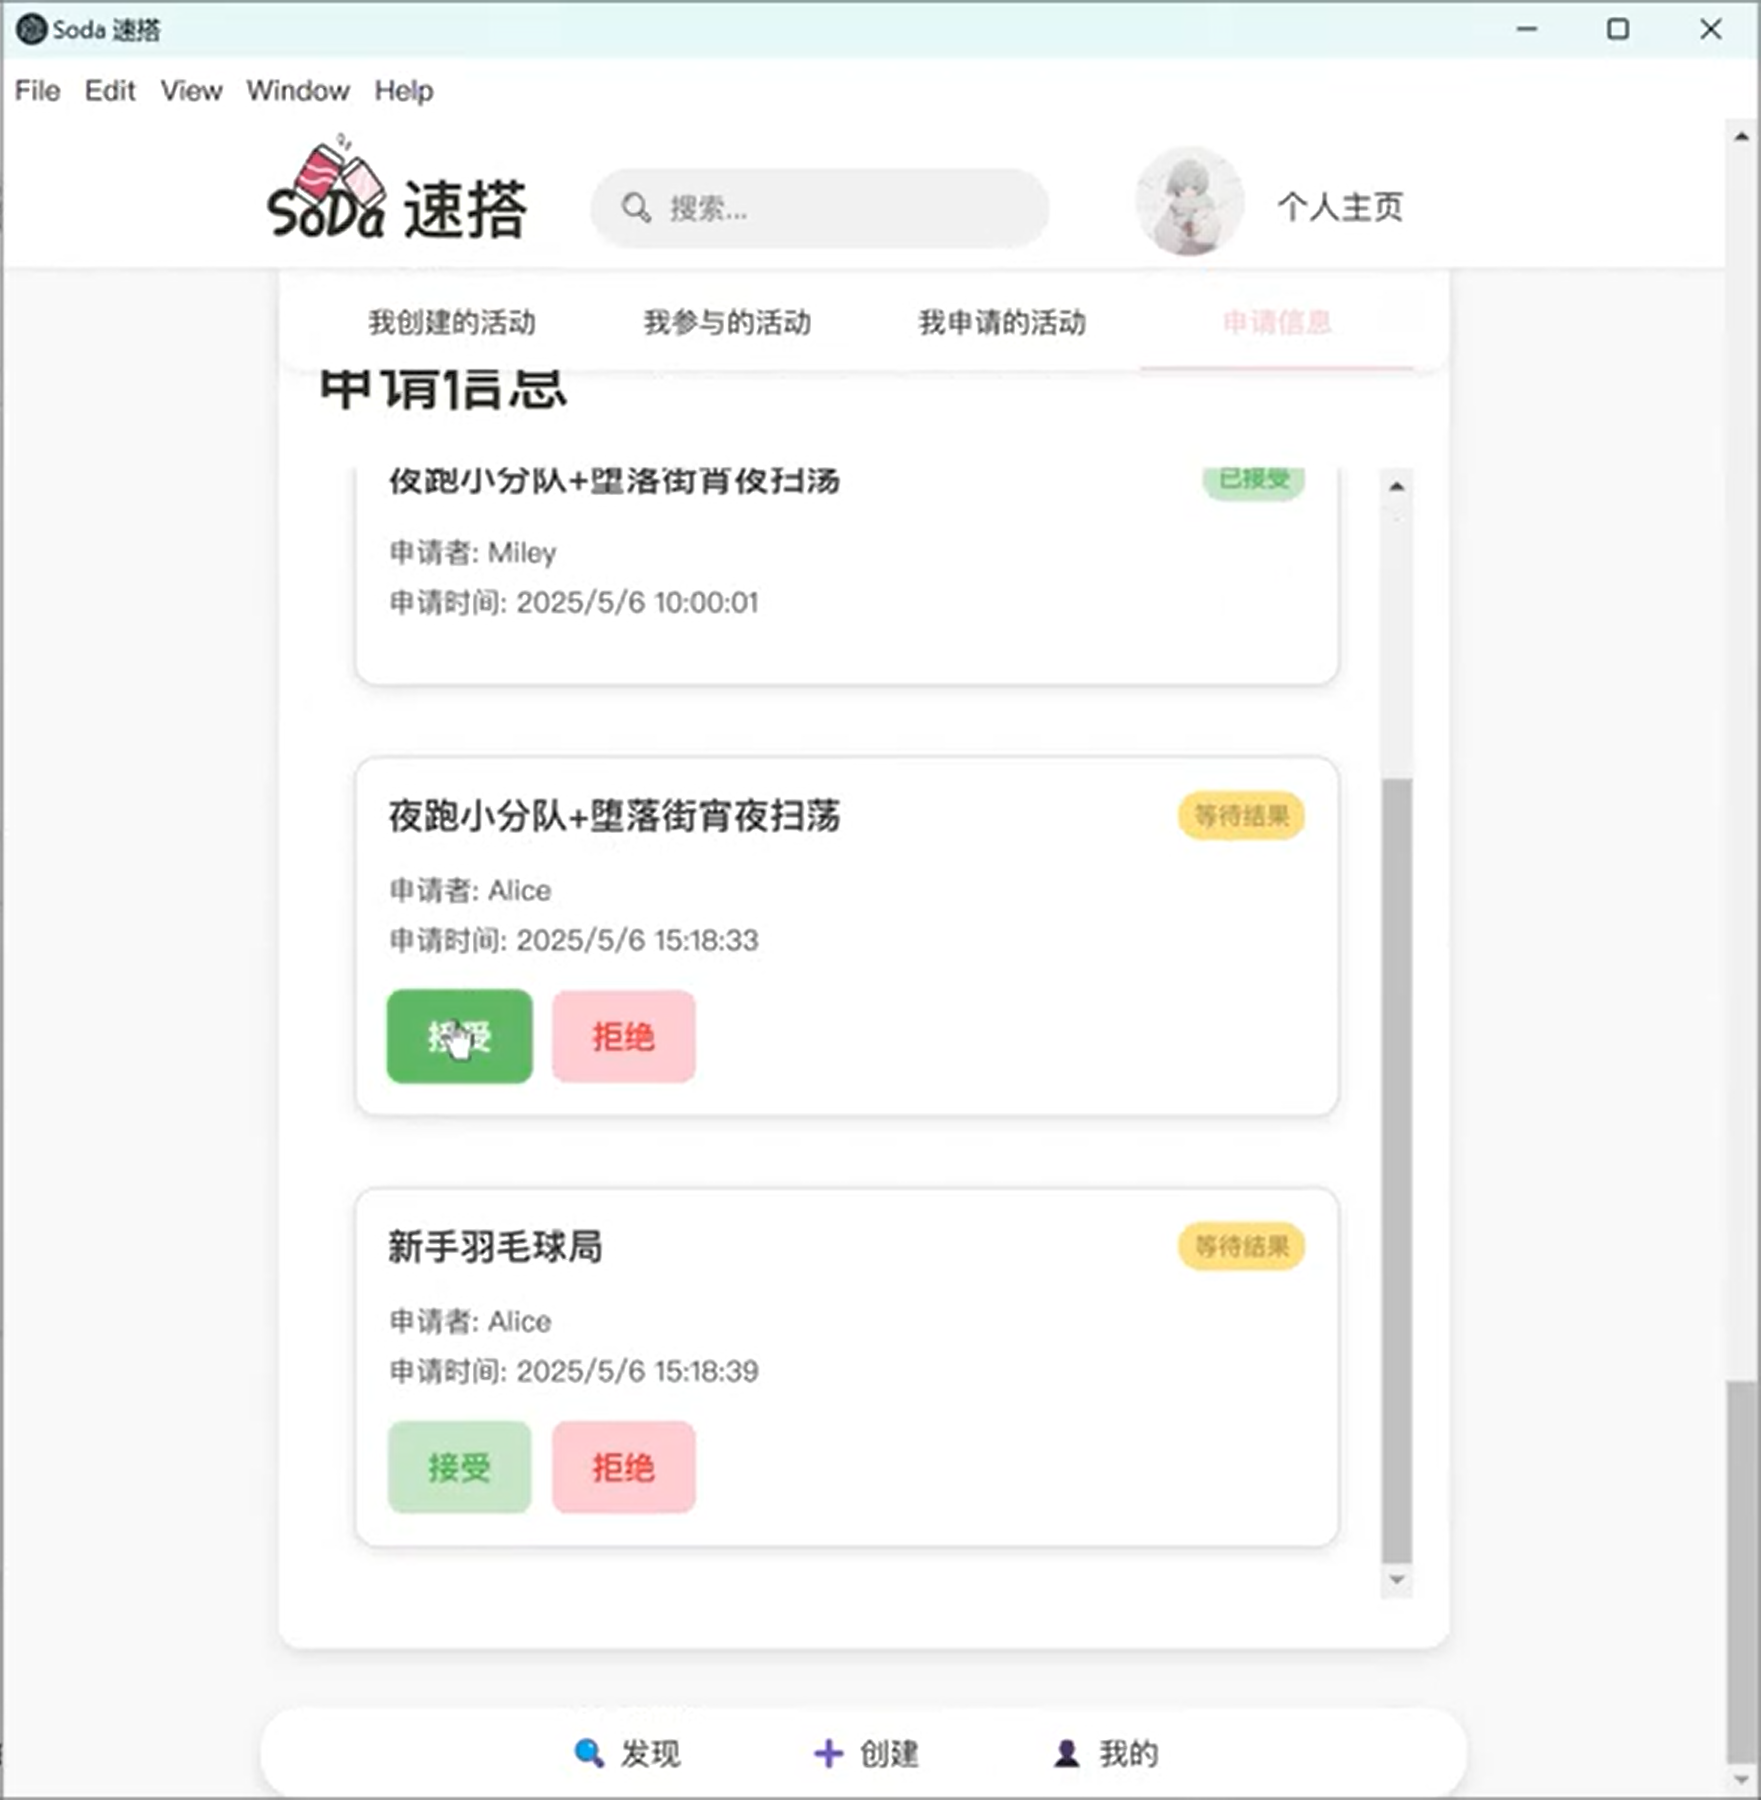 Soda 速搭
File Edit View Window Help
SoDa 速搭
搜索...
个人主页
我创建的活动 我参与的活动 我申请的活动 申请信息
申请信息
夜跑小分队+堕落街宵夜扫荡 已接受
申请者: Miley
申请时间: 2025/5/6 10:00:01
夜跑小分队+堕落街宵夜扫荡 等待结果
申请者: Alice
申请时间: 2025/5/6 15:18:33
接受 拒绝
新手羽毛球局 等待结果
申请者: Alice
申请时间: 2025/5/6 15:18:39
接受 拒绝
发现 创建 我的